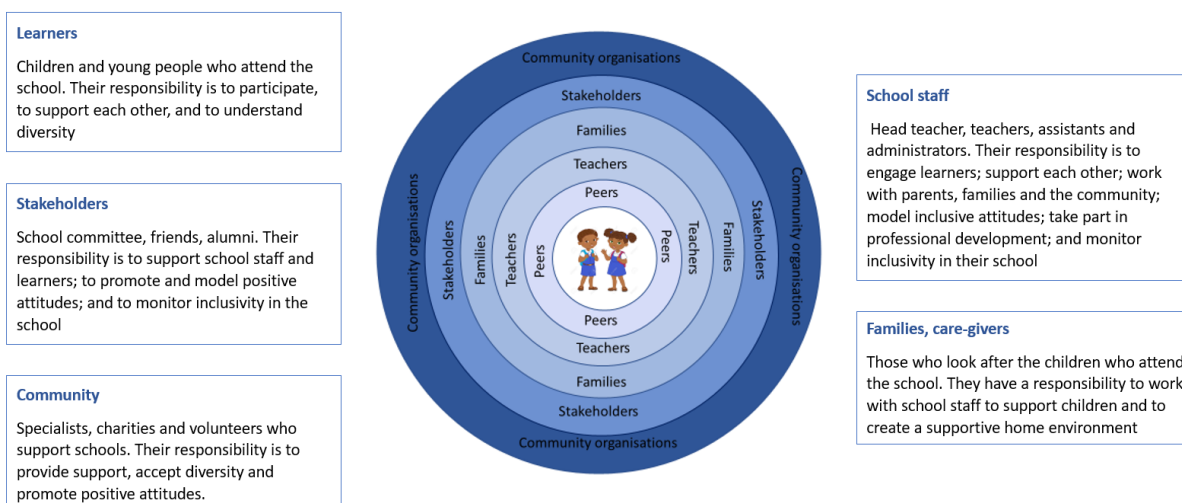 Learners
Children and young people who attend the
school. Their responsibility is to participate,
to support each other, and to understand
diversity
Stakeholders
School committee, friends, alumni. Their
responsibility is to support school staff and
learners; to promote and model positive
attitudes; and to monitor inclusivity in the
school
Community
Specialists, charities and volunteers who
support schools. Their responsibility is to
provide support, accept diversity and
promote positive attitudes.
Community organisations
Stakeholders
Families
Teachers
Peers
Community organisations
Stakeholders
Families
Teachers
Peers
Peers
Teachers
Families
Stakeholders
Community organisations
Peers
Teachers
Families
Stakeholders
Community organisations
School staff
Head teacher, teachers, assistants and
administrators. Their responsibility is to
engage learners; support each other; work
with parents, families and the community;
model inclusive attitudes; take part in
professional development; and monitor
inclusivity in their school
Families, care-givers
Those who look after the children who attend
the school. They have a responsibility to work
with school staff to support children and to
create a supportive home environment